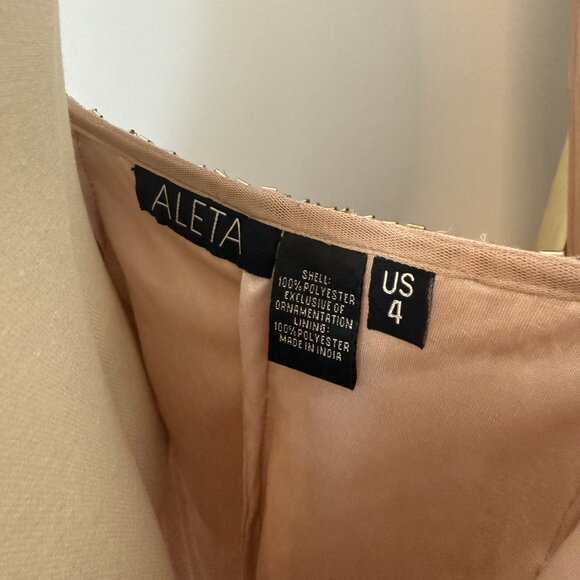 ALETA
SHELL:
100% POLYESTER
EXCLUSIVE OF
ORNAMENTATION
LINING:
100% POLYESTER
MADE IN INDIA
US
4